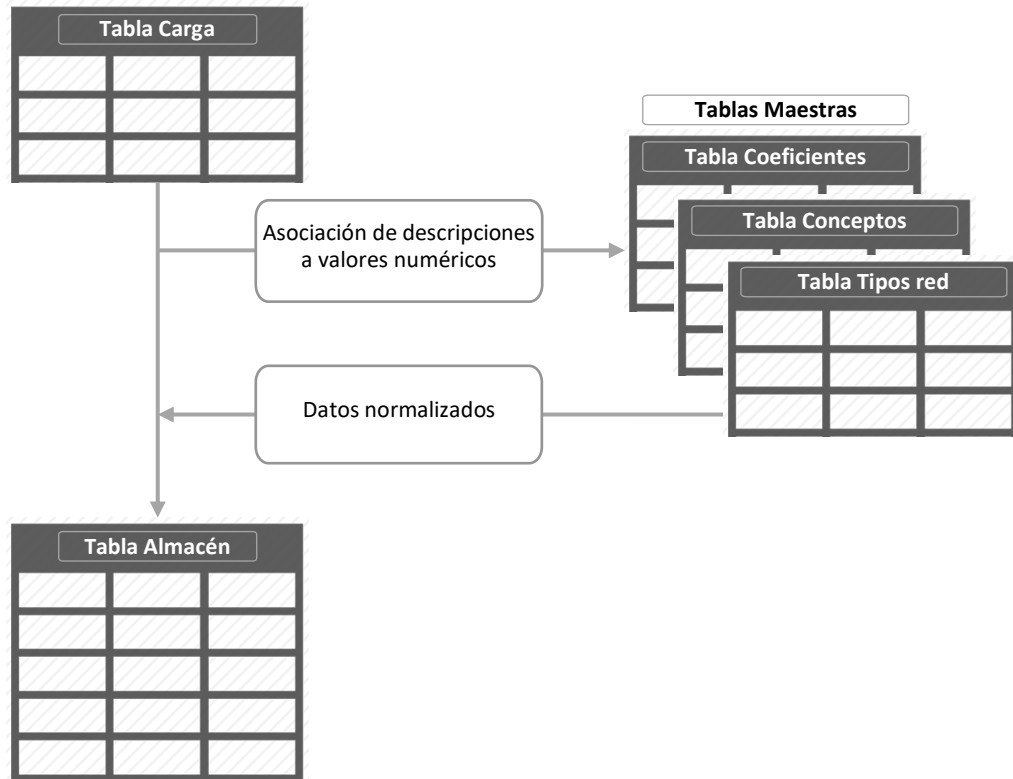 Tabla Carga
Tablas Maestras
Tabla Coeficientes
Asociación de descripciones
a valores numéricos
Tabla Conceptos
Tabla Tipos red
Datos normalizados
Tabla Almacén